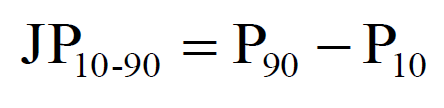 JP₁₀₋₉₀ = P₉₀ − P₁₀